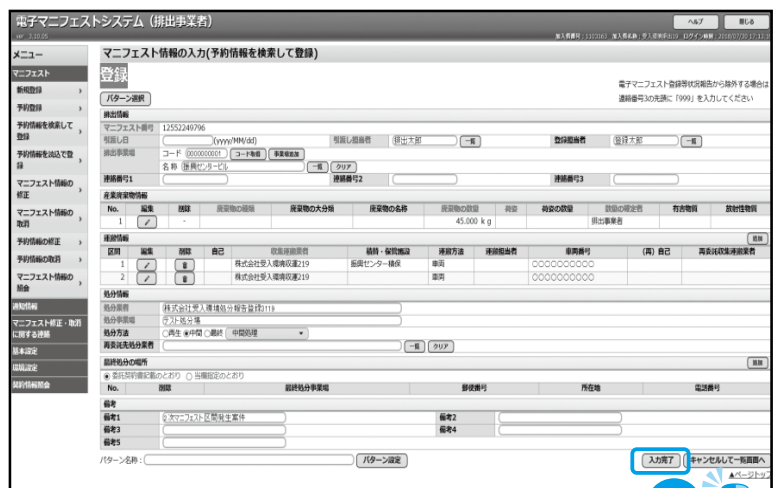 電子マニフェストシステム（排出事業者）
ver 3.10.05
ヘルプ 閉じる
メニュー
マニフェスト
新規登録
予約登録
予約情報を検索して登録
予約情報を読込で登録
マニフェスト情報の修正
マニフェスト情報の取消
予約情報の修正
予約情報の取消
マニフェスト情報の照会
通知情報
マニフェスト修正・取消に関する連絡
基本設定
環境設定
契約情報照会
マニフェスト情報の入力(予約情報を検索して登録)
登録
パターン選択
電子マニフェスト登録等状況報告から除外する場合は
連絡番号3の先頭に「999」を入力してください
排出情報
マニフェスト番号 12552249796
引渡し日 (yyyy/MM/dd) 引渡し担当者 排出太郎 一覧 登録担当者 登録太郎 一覧
排出事業場 コード 0000000001 コード取得 事業場追加
名称 振興センタービル 一覧 クリア
連絡番号1 連絡番号2 連絡番号3
産業廃棄物情報
No. 編集 削除 廃棄物の種類 廃棄物の大分類 廃棄物の名称 廃棄物の数量 荷姿 荷姿の数量 数量の確定者 有害物質 放射性物質
1 - 45.000 k g 排出事業者
運搬情報
追加
区間 編集 削除 自己 収集運搬業者 積替・保管施設 運搬方法 運搬担当者 車両番号 (再) 自己 再委託収集運搬業者
1 株式会社受入環境収運219 振興センター積保 車両 ○○○○○○○○○○
2 株式会社受入環境収運219 車両 ○○○○○○○○○○
処分情報
処分業者
処分事業場 テスト処分場
処分方法 ○再生 ●中間 ○最終 中間処理
再委託先処分業者 一覧 クリア
最終処分の場所
追加
委託契約書記載のとおり 当欄指定のとおり
No. 削除 最終処分事業場 郵便番号 所在地 電話番号
備考
備考1 2次マニフェスト区間発生案件 備考2
備考3 備考4
備考5
パターン名称： パターン設定 入力完了 キャンセルして一覧画面へ
▲ページトップ